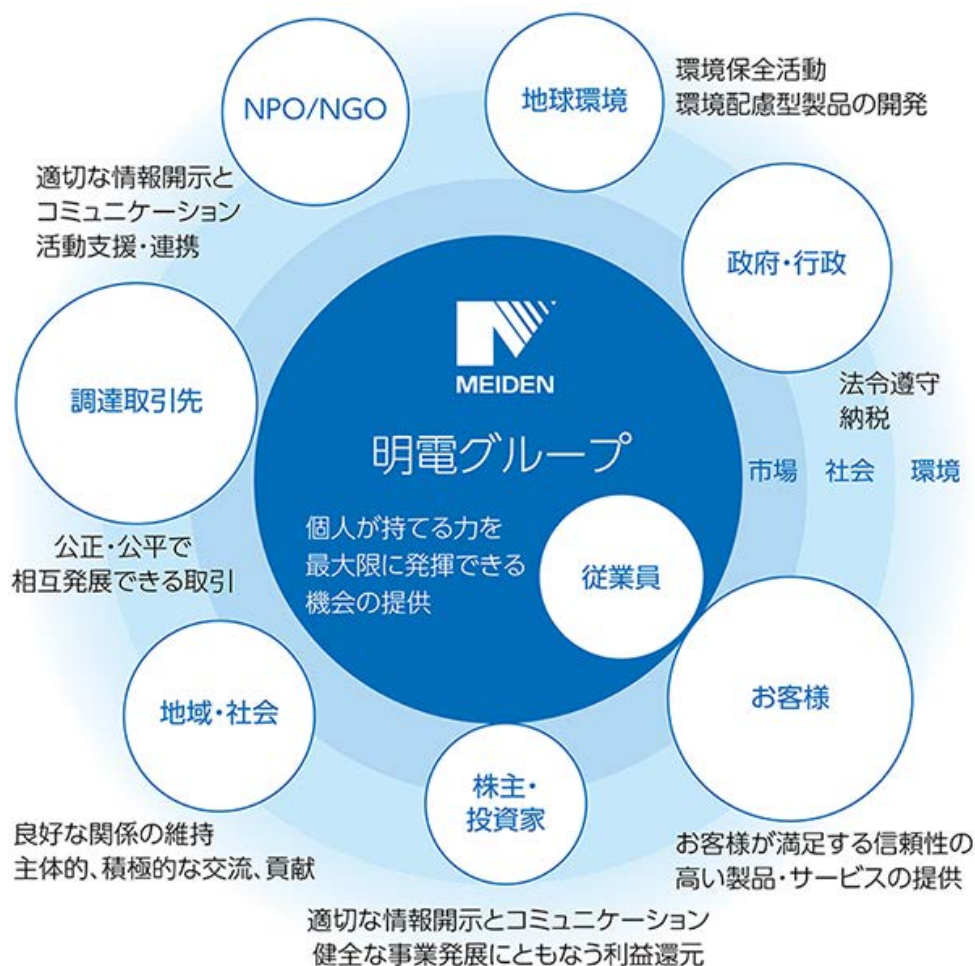 NPO/NGO
適切な情報開示と
コミュニケーション
活動支援・連携
地球環境
環境保全活動
環境配慮型製品の開発
政府・行政
法令遵守
納税
市場 社会 環境
MEIDEN
明電グループ
個人が持てる力を
最大限に発揮できる
機会の提供
従業員
調達取引先
公正・公平で
相互発展できる取引
地域・社会
良好な関係の維持
主体的、積極的な交流、貢献
株主・
投資家
適切な情報開示とコミュニケーション
健全な事業発展にともなう利益還元
お客様
お客様が満足する信頼性の
高い製品・サービスの提供